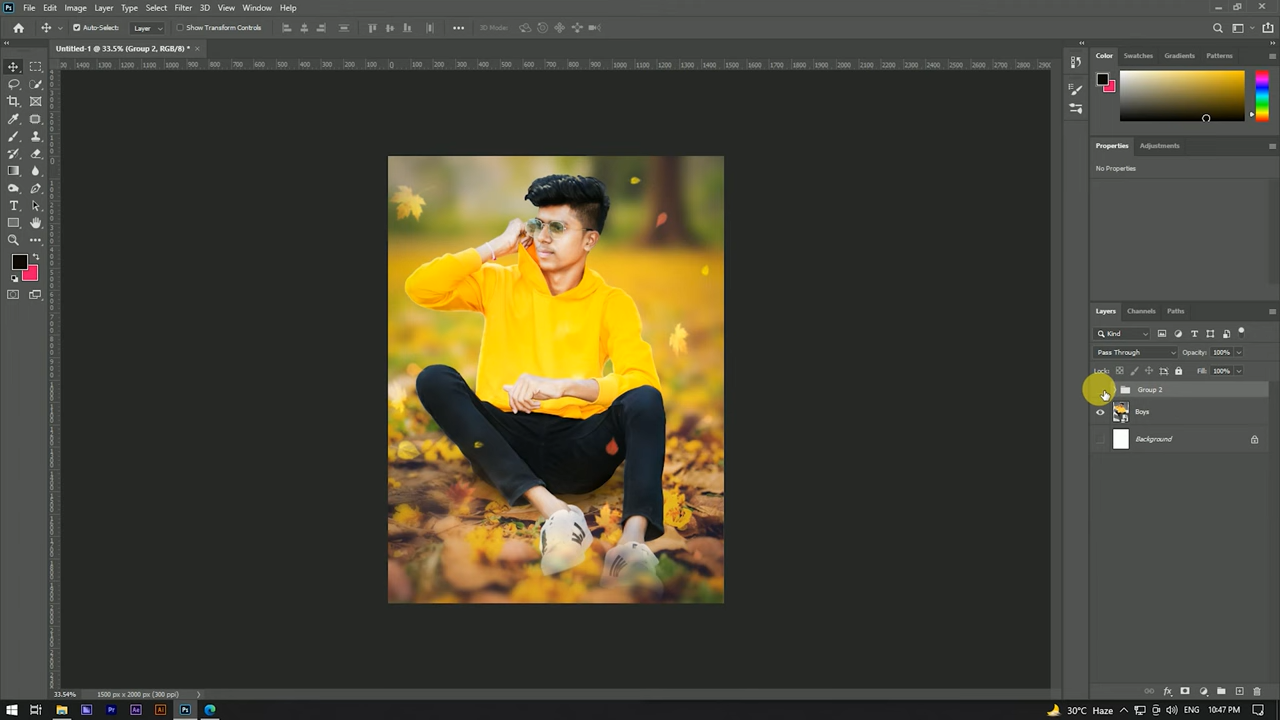 File Edit Image Layer Type Select Filter 3D View Window Help
Auto-Select: Layer Show Transform Controls 3D Mode:
Untitled-1 @ 33.5% (Group 2, RGB/8) *
Color Swatches Gradients Patterns
Properties Adjustments
No Properties
Layers Channels Paths
Kind
Pass Through Opacity: 100%
Lock: Fill: 100%
Group 2
Boys
Background
33.54% 1500 px x 2000 px (300 ppi)
30°C Haze ENG 10:47 PM